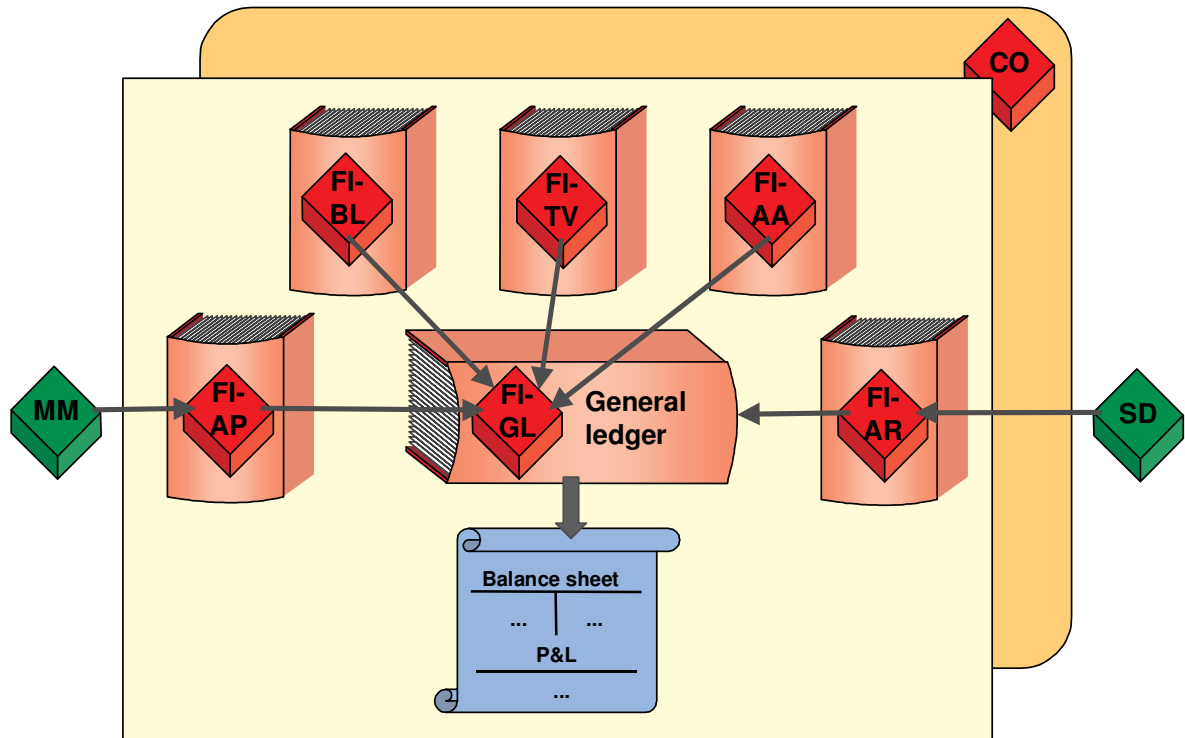 CO
FI-
BL
FI-
TV
FI-
AA
MM
FI-
AP
FI-
GL
General
ledger
FI-
AR
SD
Balance sheet
... ...
P&L
...